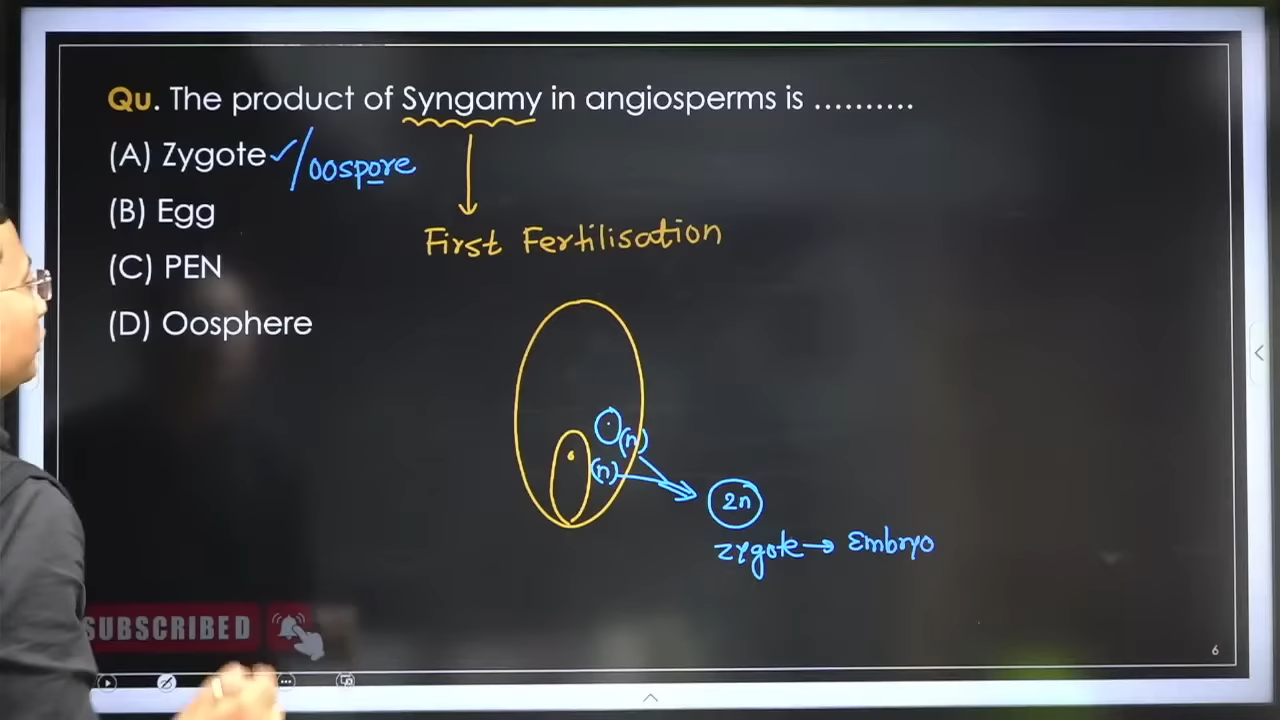 Qu. The product of Syngamy in angiosperms is ..........
(A) Zygote ✓/oospore
(B) Egg
First Fertilisation
(C) PEN
(D) Oosphere
(n)
(n)
2n
Zygote → Embryo
SUBSCRIBED
6